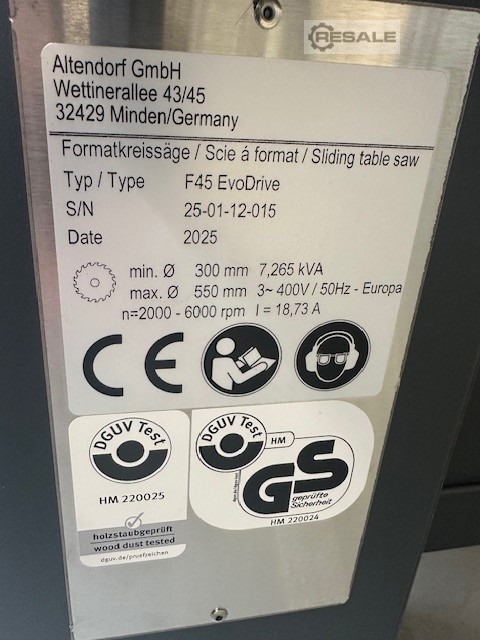 RESALE
Altendorf GmbH
Wettinerallee 43/45
32429 Minden/Germany
Formatkreissäge / Scie á format / Sliding table saw
Typ / Type F45 EvoDrive
S/N 25-01-12-015
Date 2025
min. Ø 300 mm 7,265 kVA
max. Ø 550 mm 3~ 400V / 50Hz - Europa
n=2000 - 6000 rpm I = 18,73 A
CE
DGUV Test
HM 220025
holzstaubgeprüft
wood dust tested
dguv.de/pruefzeichen
DGUV Test
HM
GS
geprüfte
Sicherheit
HM 220024